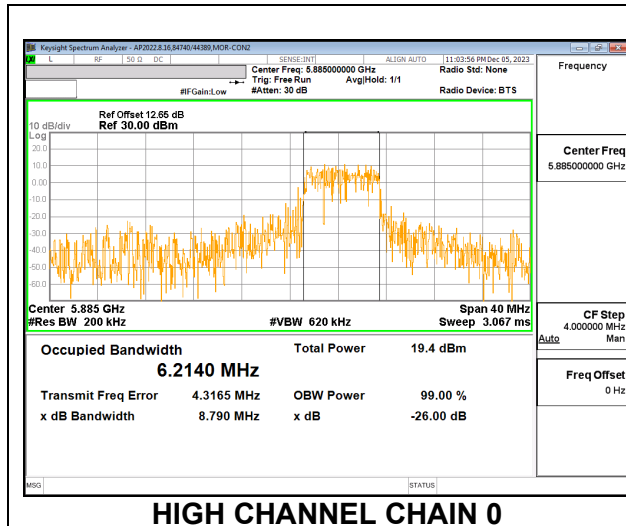 Keysight Spectrum Analyzer - AP2022.8.16,84740/44389,MOR-CON2
L RF 50 Ω DC SENSE:INT ALIGN AUTO 11:03:56 PM Dec 05, 2023
Center Freq: 5.885000000 GHz Radio Std: None
Trig: Free Run Avg|Hold: 1/1
#IFGain:Low #Atten: 30 dB Radio Device: BTS
Frequency
Ref Offset 12.65 dB
10 dB/div Ref 30.00 dBm
Log
20.0
10.0
0.00
-10.0
-20.0
-30.0
-40.0
-50.0
-60.0
Center 5.885 GHz Span 40 MHz
#Res BW 200 kHz #VBW 620 kHz Sweep 3.067 ms
Occupied Bandwidth Total Power 19.4 dBm
6.2140 MHz
Transmit Freq Error 4.3165 MHz OBW Power 99.00 %
x dB Bandwidth 8.790 MHz x dB -26.00 dB
Center Freq
5.885000000 GHz
CF Step
4.000000 MHz
Auto Man
Freq Offset
0 Hz
MSG STATUS
HIGH CHANNEL CHAIN 0